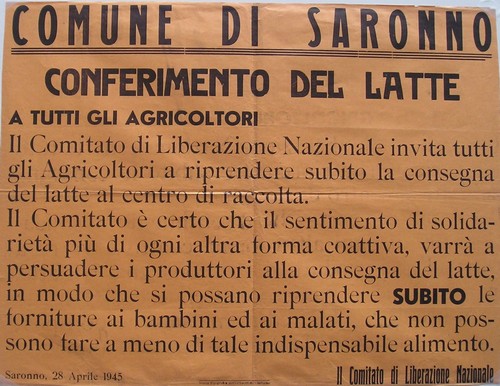 COMUNE DI SARONNO
CONFERIMENTO DEL LATTE
A TUTTI GLI AGRICOLTORI
Il Comitato di Liberazione Nazionale invita tutti
gli Agricoltori a riprendere subito la consegna
del latte al centro di raccolta.
Il Comitato è certo che il sentimento di solida-
rietà più di ogni altra forma coattiva, varrà a
persuadere i produttori alla consegna del latte,
in modo che si possano riprendere SUBITO le
forniture ai bambini ed ai malati, che non pos-
sono fare a meno di tale indispensabile alimento.
Saronno, 28 Aprile 1945
Il Comitato di Liberazione Nazionale